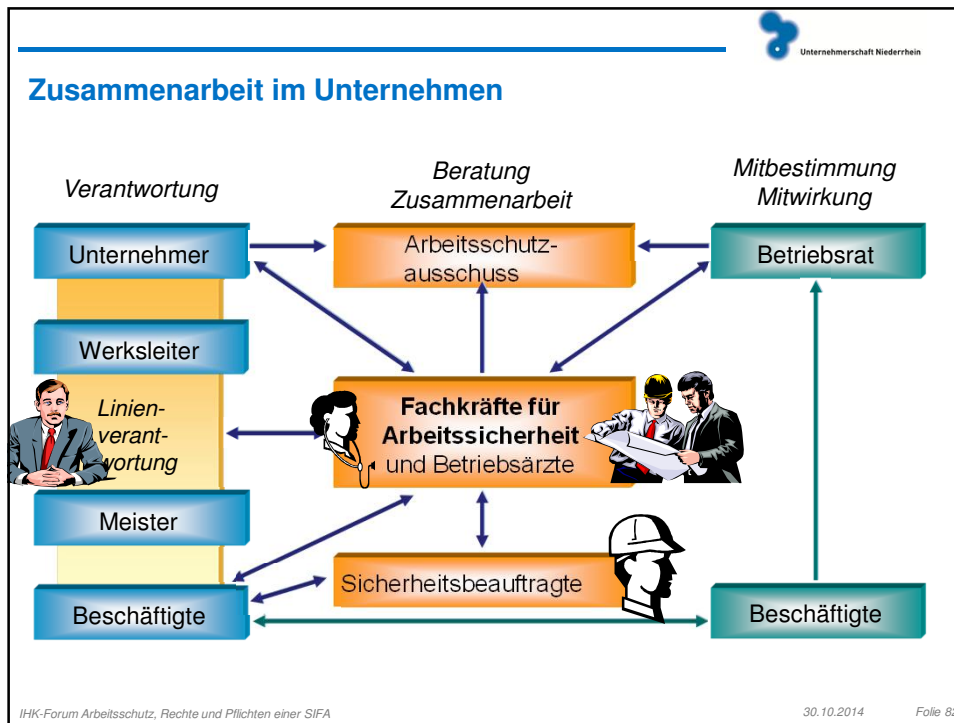 Unternehmerschaft Niederrhein
Zusammenarbeit im Unternehmen
Verantwortung
Beratung
Zusammenarbeit
Mitbestimmung
Mitwirkung
Unternehmer
Arbeitsschutz-
ausschuss
Betriebsrat
Werksleiter
Linien-
verant-
wortung
Fachkräfte für
Arbeitssicherheit
und Betriebsärzte
Meister
Sicherheitsbeauftragte
Beschäftigte
Beschäftigte
IHK-Forum Arbeitsschutz, Rechte und Pflichten einer SIFA
30.10.2014
Folie 82